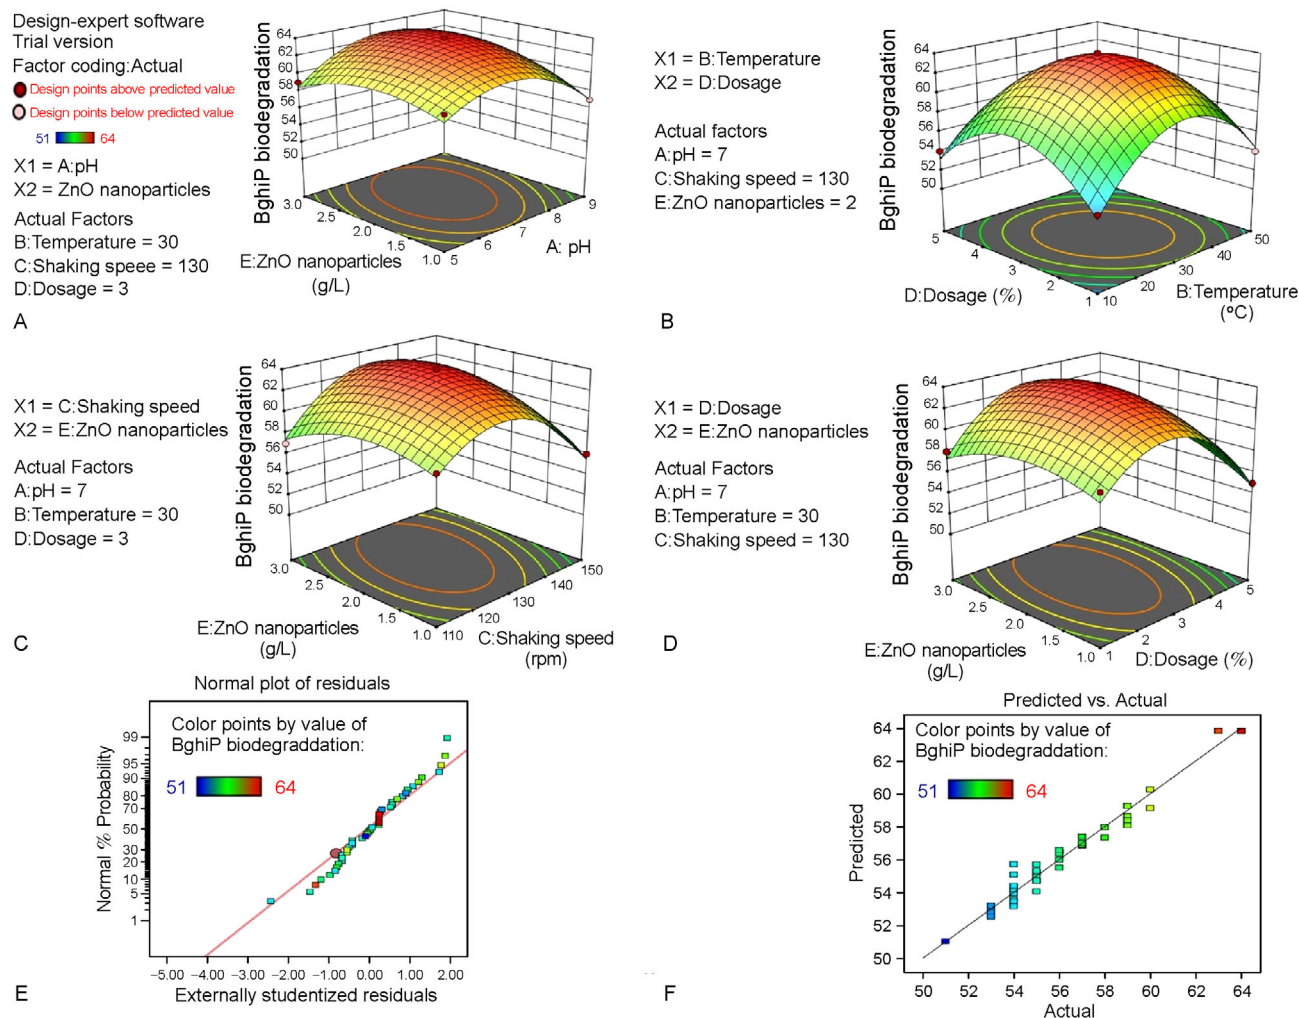 Design-expert software
Trial version
Factor coding:Actual
Design points above predicted value
Design points below predicted value
51 64
X1 = A:pH
X2 = ZnO nanoparticles
Actual Factors
B:Temperature = 30
C:Shaking speee = 130
D:Dosage = 3
A
BghiP biodegradation
64
62
60
58
56
54
52
50
3.0
2.5
2.0
1.5
1.0
5
6
7
8
9
E:ZnO nanoparticles
(g/L)
A: pH
X1 = B:Temperature
X2 = D:Dosage
Actual factors
A:pH = 7
C:Shaking speed = 130
E:ZnO nanoparticles = 2
B
BghiP biodegradation
64
62
60
58
56
54
52
50
5
4
3
2
1
10
20
30
40
50
D:Dosage (%)
B:Temperature
(°C)
X1 = C:Shaking speed
X2 = E:ZnO nanoparticles
Actual Factors
A:pH = 7
B:Temperature = 30
D:Dosage = 3
C
BghiP biodegradation
64
62
60
58
56
54
52
50
3.0
2.5
2.0
1.5
1.0
110
120
130
140
150
E:ZnO nanoparticles
(g/L)
C:Shaking speed
(rpm)
X1 = D:Dosage
X2 = E:ZnO nanoparticles
Actual Factors
A:pH = 7
B:Temperature = 30
C:Shaking speed = 130
D
BghiP biodegradation
64
62
60
58
56
54
52
50
3.0
2.5
2.0
1.5
1.0
1
2
3
4
5
E:ZnO nanoparticles
(g/L)
D:Dosage (%)
Normal plot of residuals
Color points by value of
BghiP biodegraddation:
51 64
Normal % Probability
99
95
90
80
70
50
30
20
10
5
1
−5.00 −4.00 −3.00 −2.00 −1.00 0.00 1.00 2.00
Externally studentized residuals
E
Predicted vs. Actual
Color points by value of
BghiP biodegraddation:
51 64
Predicted
64
62
60
58
56
54
52
50
50 52 54 56 58 60 62 64
Actual
F